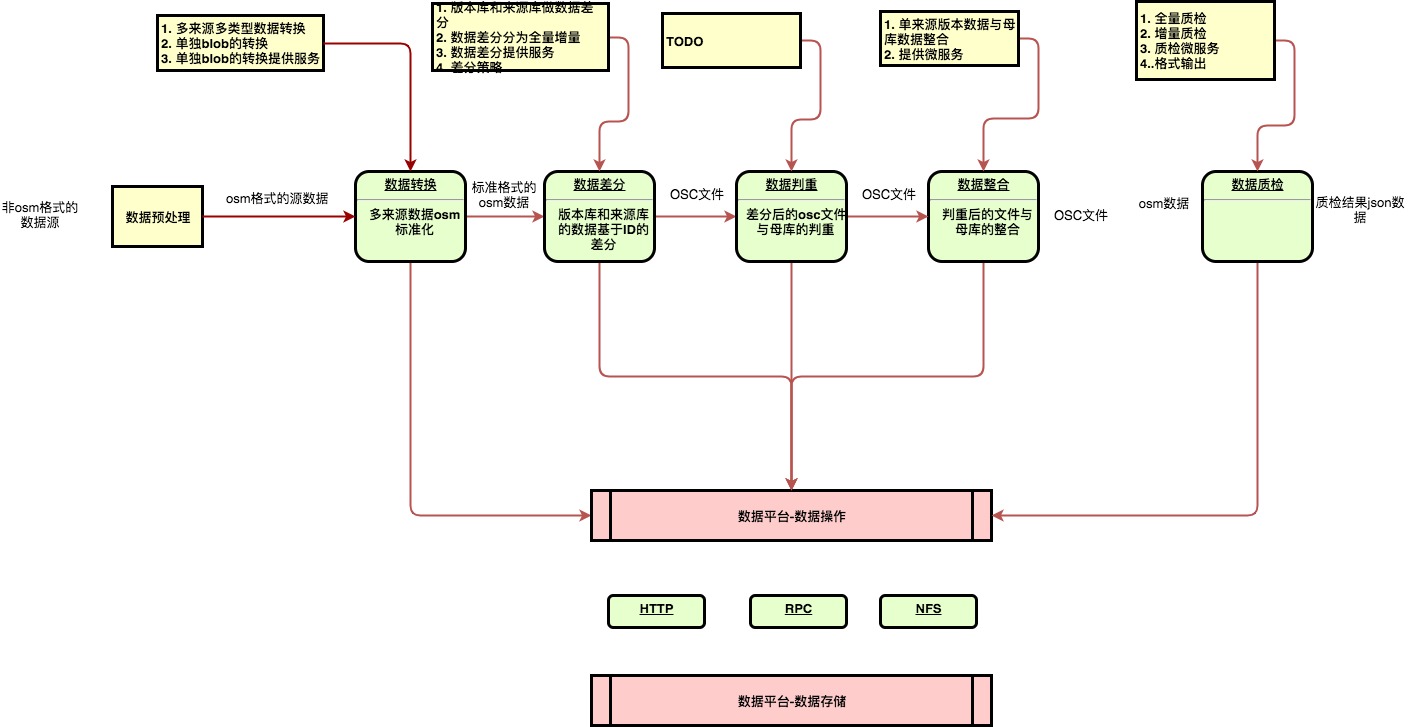 1. 多来源多类型数据转换
2. 单独blob的转换
3. 单独blob的转换提供服务
1. 版本库和来源库做数据差
分
2. 数据差分分为全量增量
3. 数据差分提供服务
4. 差分策略
TODO
1. 单来源版本数据与母
库数据整合
2. 提供微服务
1. 全量质检
2. 增量质检
3. 质检微服务
4..格式输出
非osm格式的
数据源
数据预处理
osm格式的源数据
数据转换
多来源数据osm
标准化
标准格式的
osm数据
数据差分
版本库和来源库
的数据基于ID的
差分
OSC文件
数据判重
差分后的osc文件
与母库的判重
OSC文件
数据整合
判重后的文件与
母库的整合
OSC文件
osm数据
数据质检
质检结果json数
据
数据平台-数据操作
HTTP
RPC
NFS
数据平台-数据存储